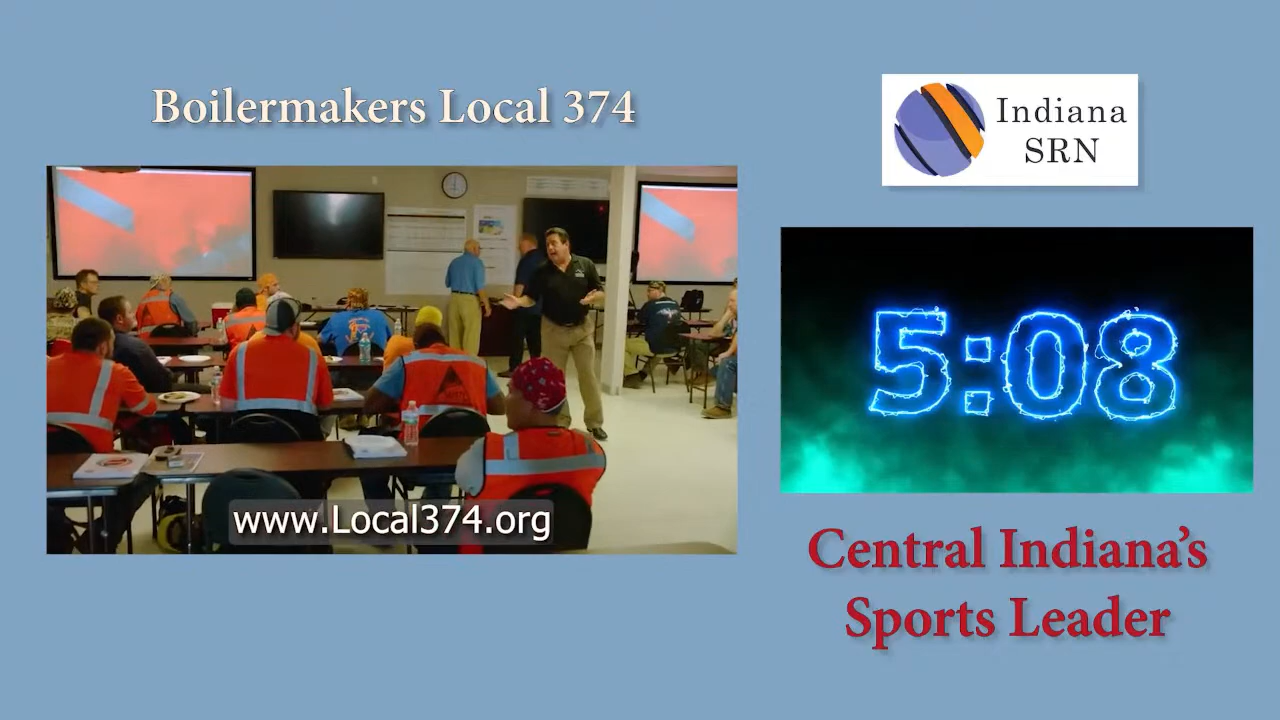 Boilermakers Local 374
www.Local374.org
Indiana
SRN
5:08
Central Indiana’s
Sports Leader